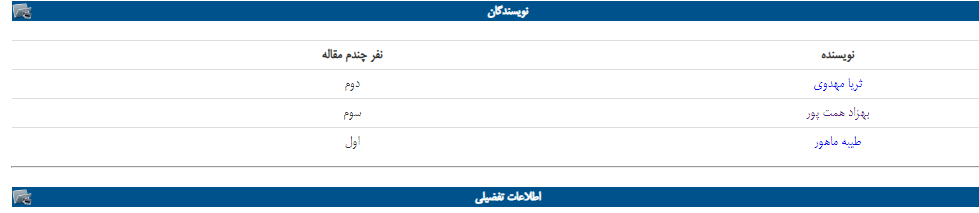 نویسندگان
نویسنده نفر چندم مقاله
ثریا مهدوی دوم
بهزاد همت پور سوم
طیبه ماهور اول
اطلاعات تفضیلی